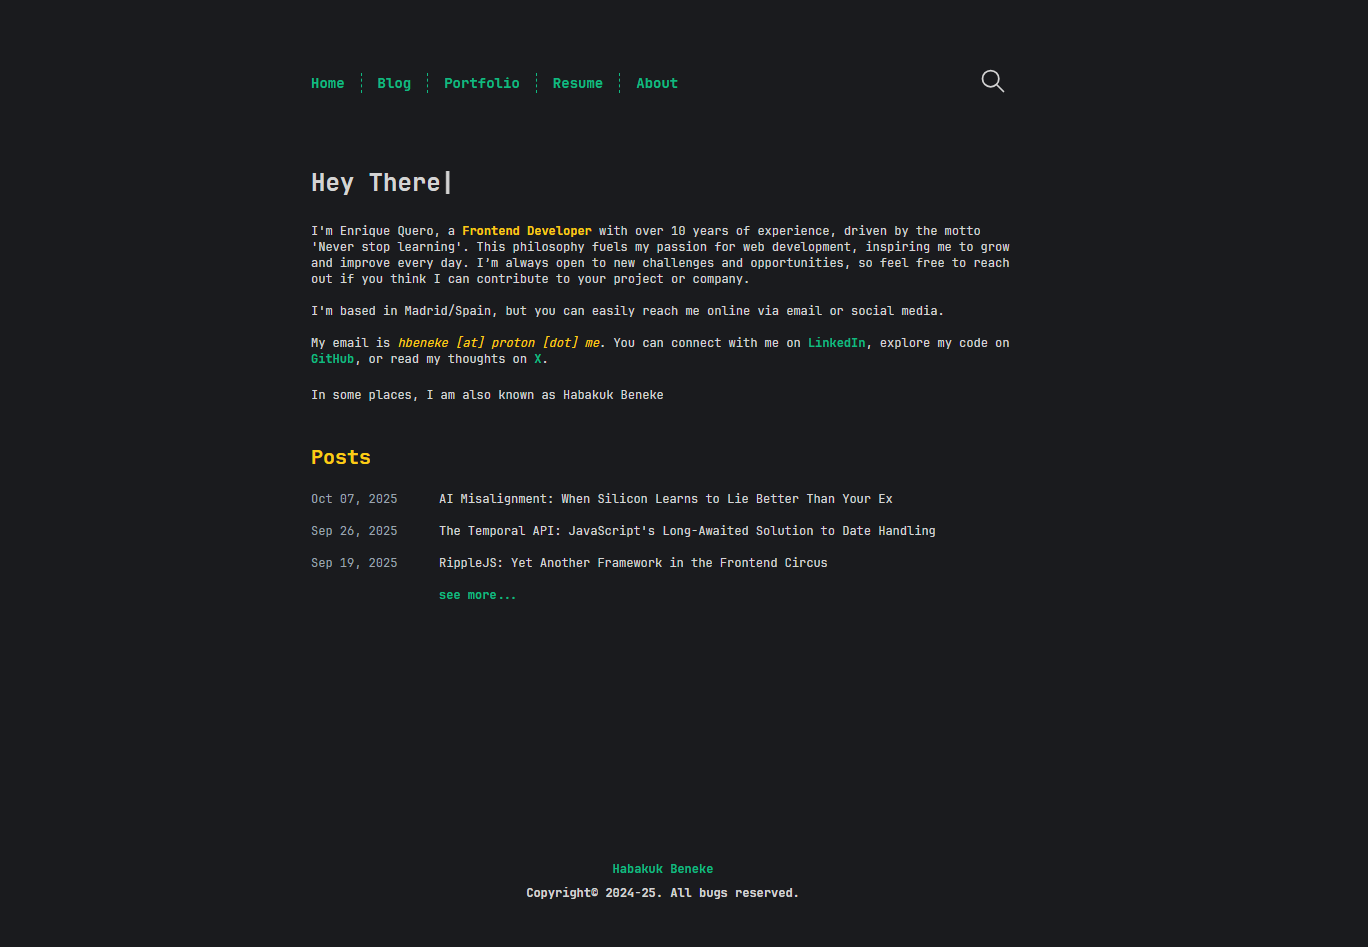 Home Blog Portfolio Resume About
Hey There|
I'm Enrique Quero, a Frontend Developer with over 10 years of experience, driven by the motto
'Never stop learning'. This philosophy fuels my passion for web development, inspiring me to grow
and improve every day. I’m always open to new challenges and opportunities, so feel free to reach
out if you think I can contribute to your project or company.
I'm based in Madrid/Spain, but you can easily reach me online via email or social media.
My email is hbeneke [at] proton [dot] me. You can connect with me on LinkedIn, explore my code on
GitHub, or read my thoughts on X.
In some places, I am also known as Habakuk Beneke
Posts
Oct 07, 2025 AI Misalignment: When Silicon Learns to Lie Better Than Your Ex
Sep 26, 2025 The Temporal API: JavaScript's Long-Awaited Solution to Date Handling
Sep 19, 2025 RippleJS: Yet Another Framework in the Frontend Circus
see more...
Habakuk Beneke
Copyright© 2024-25. All bugs reserved.